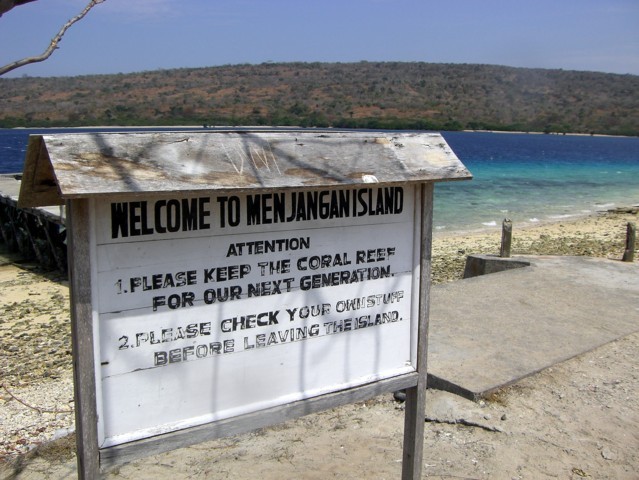 WELCOME TO MENJANGAN ISLAND
ATTENTION
1. PLEASE KEEP THE CORAL REEF
FOR OUR NEXT GENERATION.
2. PLEASE CHECK YOUR OWN STUFF
BEFORE LEAVING THE ISLAND.